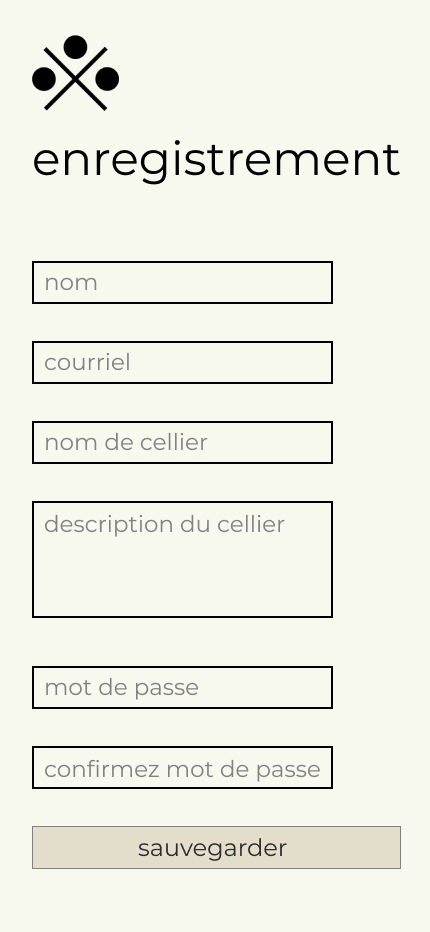 enregistrement
nom
courriel
nom de cellier
description du cellier
mot de passe
confirmez mot de passe
sauvegarder